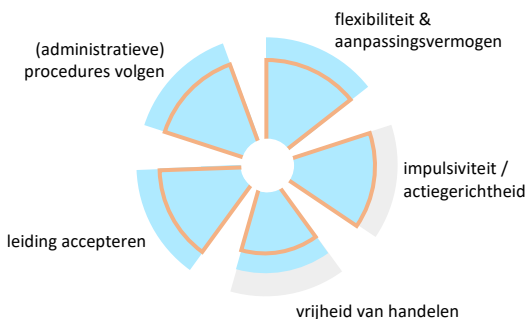 flexibiliteit &
aanpassingsvermogen
(administratieve)
procedures volgen
impulsiviteit /
actiegerichtheid
leiding accepteren
vrijheid van handelen